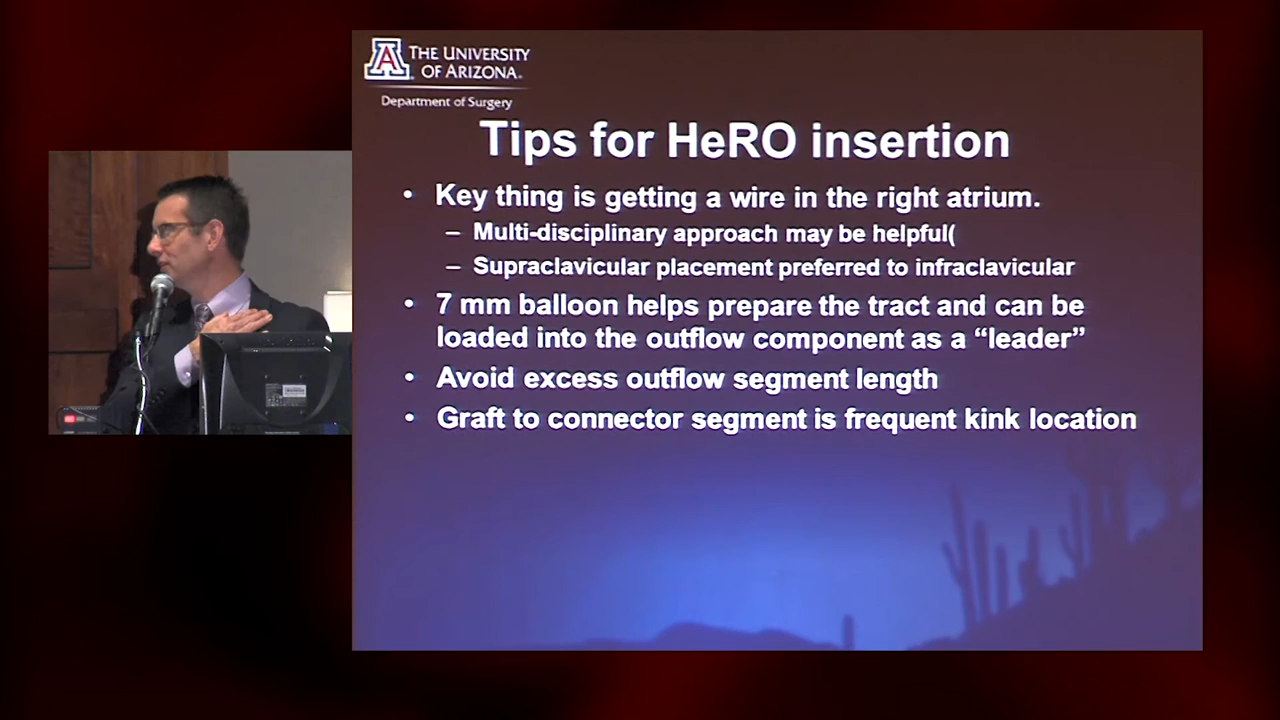 THE UNIVERSITY
OF ARIZONA.
Department of Surgery
Tips for HeRO insertion
• Key thing is getting a wire in the right atrium.
– Multi-disciplinary approach may be helpful(
– Supraclavicular placement preferred to infraclavicular
• 7 mm balloon helps prepare the tract and can be
loaded into the outflow component as a “leader”
• Avoid excess outflow segment length
• Graft to connector segment is frequent kink location